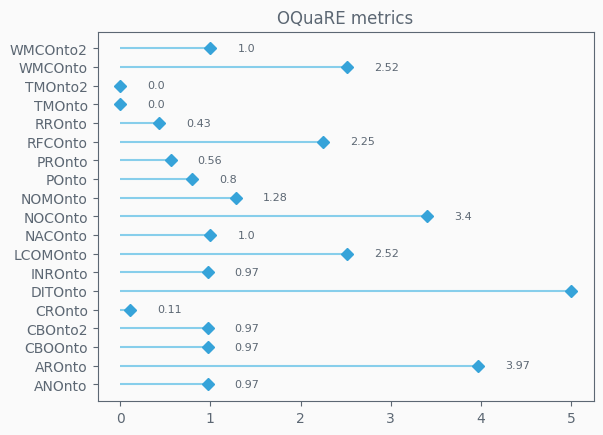 OQuaRE metrics
WMCOnto2 1.0
WMCOnto 2.52
TMOnto2 0.0
TMOnto 0.0
RROnto 0.43
RFCOnto 2.25
PROnto 0.56
POnto 0.8
NOMOnto 1.28
NOCOnto 3.4
NACOnto 1.0
LCOMOnto 2.52
INROnto 0.97
DITOnto
CROnto 0.11
CBOnto2 0.97
CBOOnto 0.97
AROnto 3.97
ANOnto 0.97
0 1 2 3 4 5